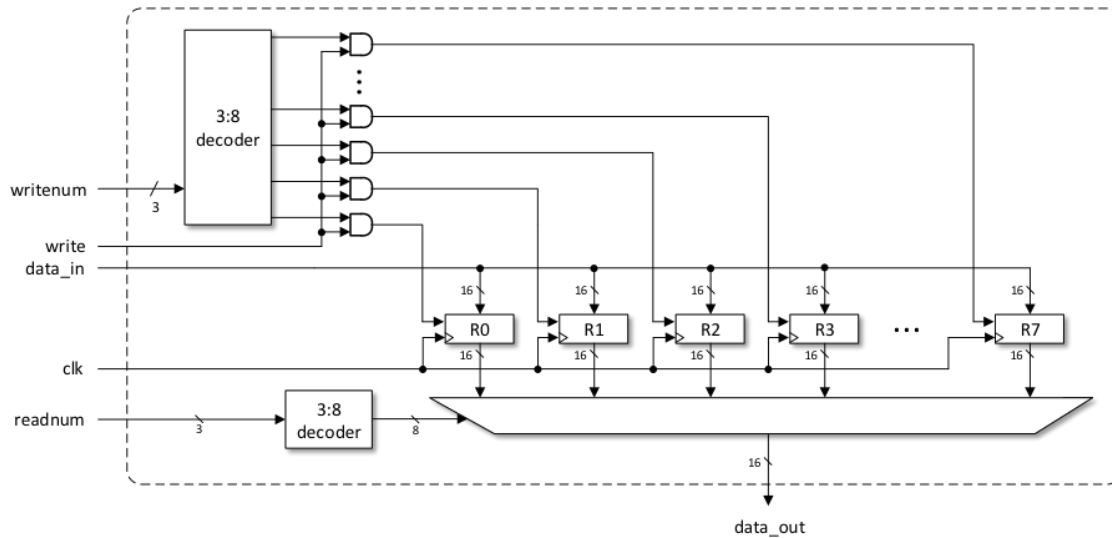 3:8
decoder
writenum
3
write
data_in
16
16
16
16
16
R0
R1
R2
R3
...
R7
16
16
16
16
16
clk
readnum
3
3:8
decoder
8
16
data_out